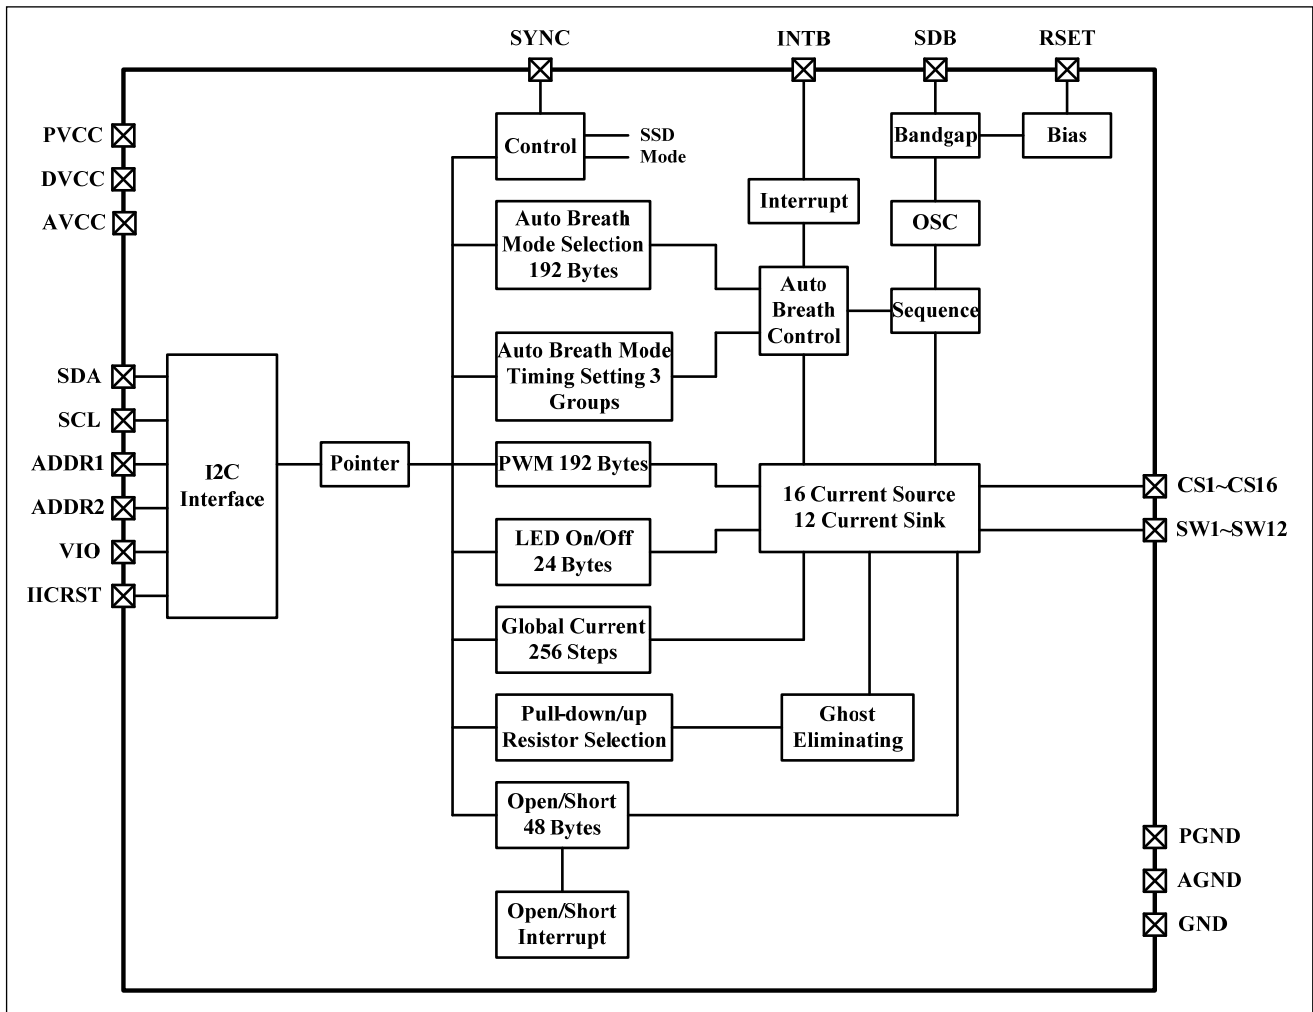 SYNC
INTB
SDB
RSET
PVCC
DVCC
AVCC
Control
SSD
Mode
Bandgap
Bias
Interrupt
OSC
Auto Breath
Mode Selection
192 Bytes
Auto
Breath
Control
Sequence
Auto Breath Mode
Timing Setting 3
Groups
SDA
SCL
ADDR1
ADDR2
VIO
IICRST
I2C
Interface
Pointer
PWM 192 Bytes
16 Current Source
12 Current Sink
CS1~CS16
SW1~SW12
LED On/Off
24 Bytes
Global Current
256 Steps
Pull-down/up
Resistor Selection
Ghost
Eliminating
Open/Short
48 Bytes
Open/Short
Interrupt
PGND
AGND
GND